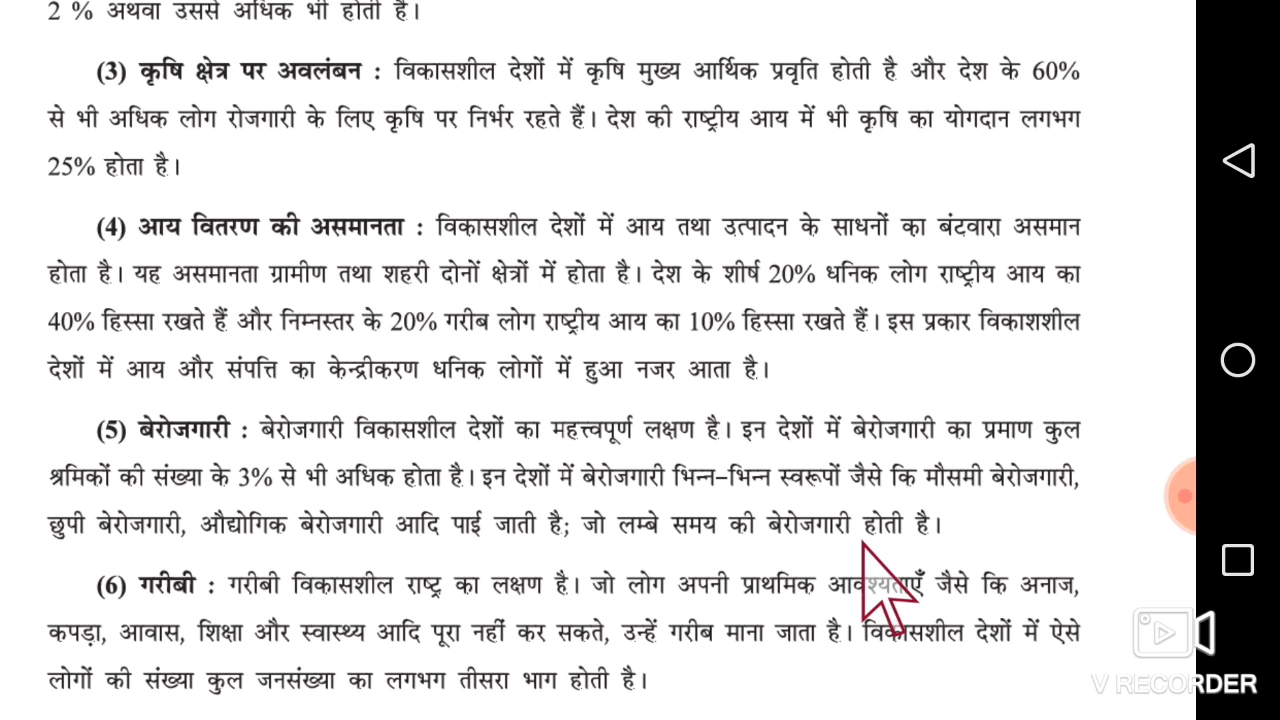 2 % अथवा उससे अधिक भी होती है।
(3) कृषि क्षेत्र पर अवलंबन : विकासशील देशों में कृषि मुख्य आर्थिक प्रवृति होती है और देश के 60%
से भी अधिक लोग रोजगारी के लिए कृषि पर निर्भर रहते हैं। देश की राष्ट्रीय आय में भी कृषि का योगदान लगभग
25% होता है।
(4) आय वितरण की असमानता : विकासशील देशों में आय तथा उत्पादन के साधनों का बंटवारा असमान
होता है। यह असमानता ग्रामीण तथा शहरी दोनों क्षेत्रों में होता है। देश के शीर्ष 20% धनिक लोग राष्ट्रीय आय का
40% हिस्सा रखते हैं और निम्नस्तर के 20% गरीब लोग राष्ट्रीय आय का 10% हिस्सा रखते हैं। इस प्रकार विकाशशील
देशों में आय और संपत्ति का केन्द्रीकरण धनिक लोगों में हुआ नजर आता है।
(5) बेरोजगारी : बेरोजगारी विकासशील देशों का महत्त्वपूर्ण लक्षण है। इन देशों में बेरोजगारी का प्रमाण कुल
श्रमिकों की संख्या के 3% से भी अधिक होता है। इन देशों में बेरोजगारी भिन्न-भिन्न स्वरूपों जैसे कि मौसमी बेरोजगारी,
छुपी बेरोजगारी, औद्योगिक बेरोजगारी आदि पाई जाती है; जो लम्बे समय की बेरोजगारी होती है।
(6) गरीबी : गरीबी विकासशील राष्ट्र का लक्षण है। जो लोग अपनी प्राथमिक आवश्यताएँ जैसे कि अनाज,
कपड़ा, आवास, शिक्षा और स्वास्थ्य आदि पूरा नहीं कर सकते, उन्हें गरीब माना जाता है। विकासशील देशों में ऐसे
लोगों की संख्या कुल जनसंख्या का लगभग तीसरा भाग होती है।
V RECORDER